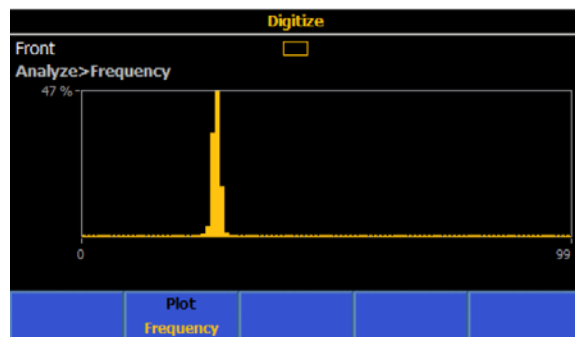 Digitize
Front
Analyze>Frequency
47 %
0
99
Plot
Frequency